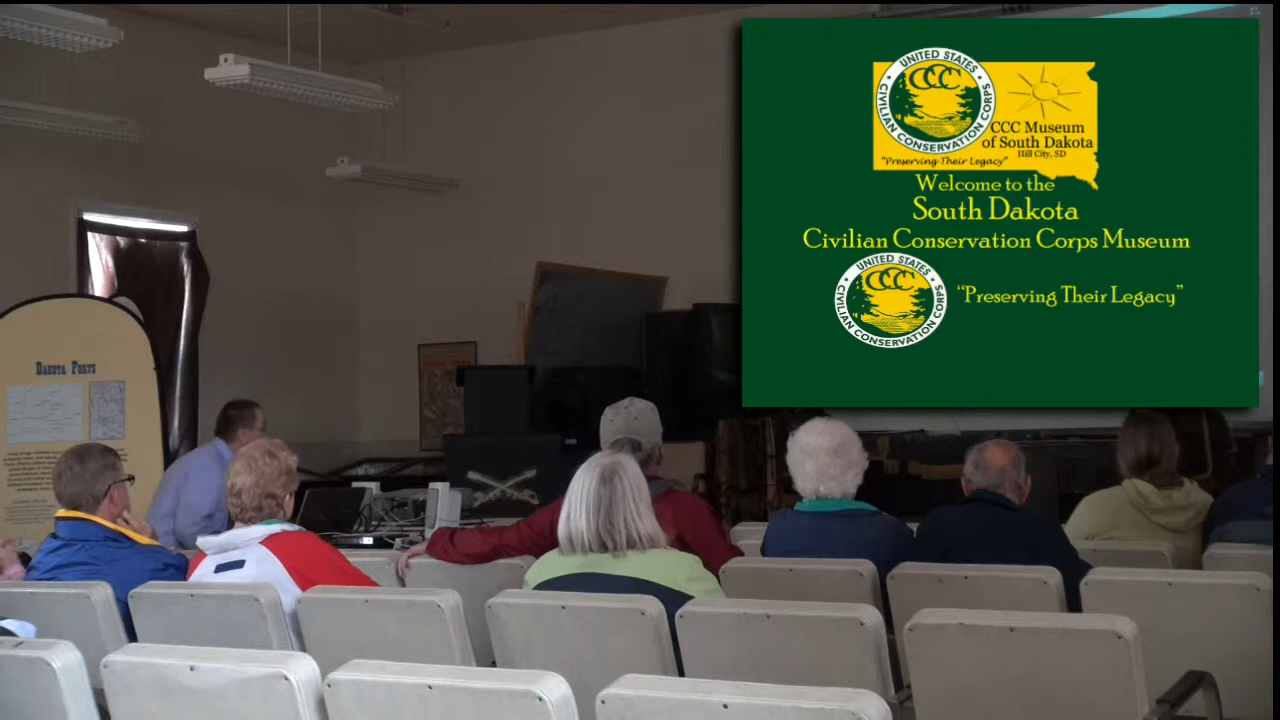 UNITED STATES
CCC
CIVILIAN CONSERVATION CORPS
CCC Museum
of South Dakota
Hill City, SD
"Preserving Their Legacy"
Welcome to the
South Dakota
Civilian Conservation Corps Museum
UNITED STATES
CCC
CIVILIAN CONSERVATION CORPS
"Preserving Their Legacy"
Dakota Forts